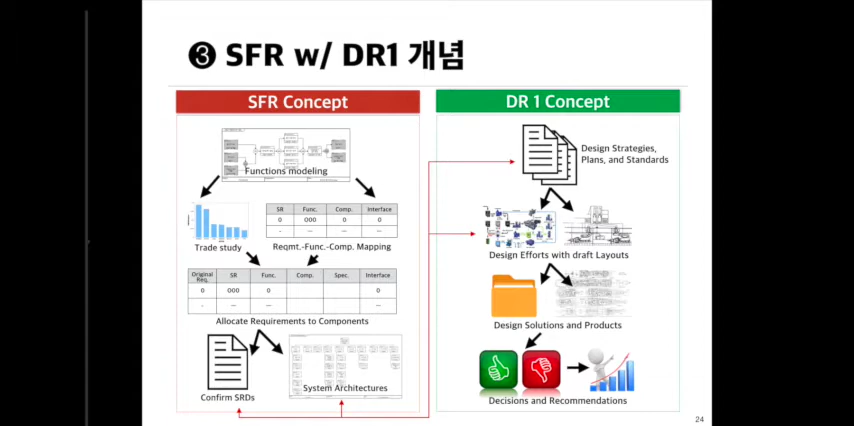 ❸ SFR w/ DR1 개념
SFR Concept
Functions modeling
Trade study
SR Func. Comp. Interface
0 OOO 0 0
- --- --- ---
Reqmt.-Func.-Comp. Mapping
Original Req. SR Func. Comp. Spec. Interface
0 OOO 0 0
- --- --- ---
Allocate Requirements to Components
Confirm SRDs
System Architectures
DR 1 Concept
Design Strategies,
Plans, and Standards
Design Efforts with draft Layouts
Design Solutions and Products
Decisions and Recommendations
24